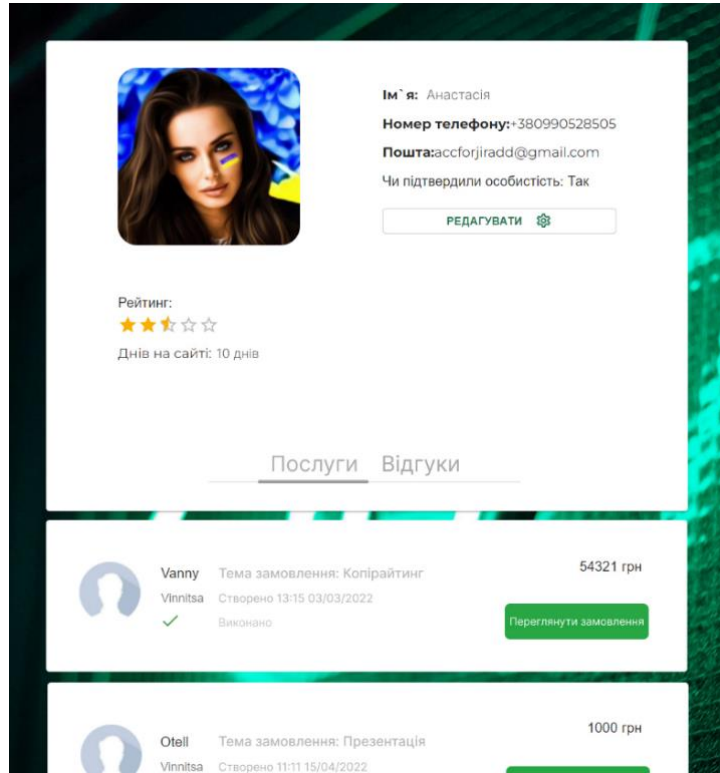 Ім`я: Анастасія
Номер телефону:+380990528505
Пошта:accforjiradd@gmail.com
Чи підтвердили особистість: Так
РЕДАГУВАТИ
Рейтинг:
Днів на сайті: 10 днів
Послуги Відгуки
Vanny Тема замовлення: Копірайтинг 54321 грн
Vinnitsa Створено 13:15 03/03/2022
Виконано Переглянути замовлення
Otell Тема замовлення: Презентація 1000 грн
Vinnitsa Створено 11:11 15/04/2022